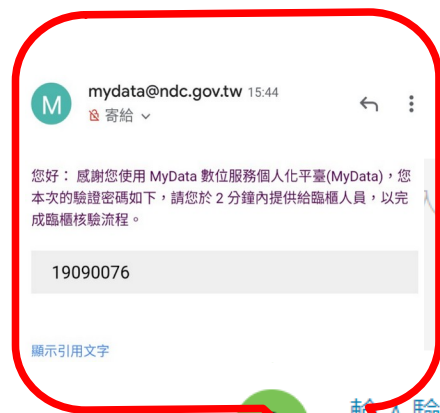 M
mydata@ndc.gov.tw 15:44
寄給
您好： 感謝您使用 MyData 數位服務個人化平臺(MyData)，您
本次的驗證密碼如下，請您於 2 分鐘內提供給臨櫃人員，以完
成臨櫃核驗流程。
19090076
顯示引用文字